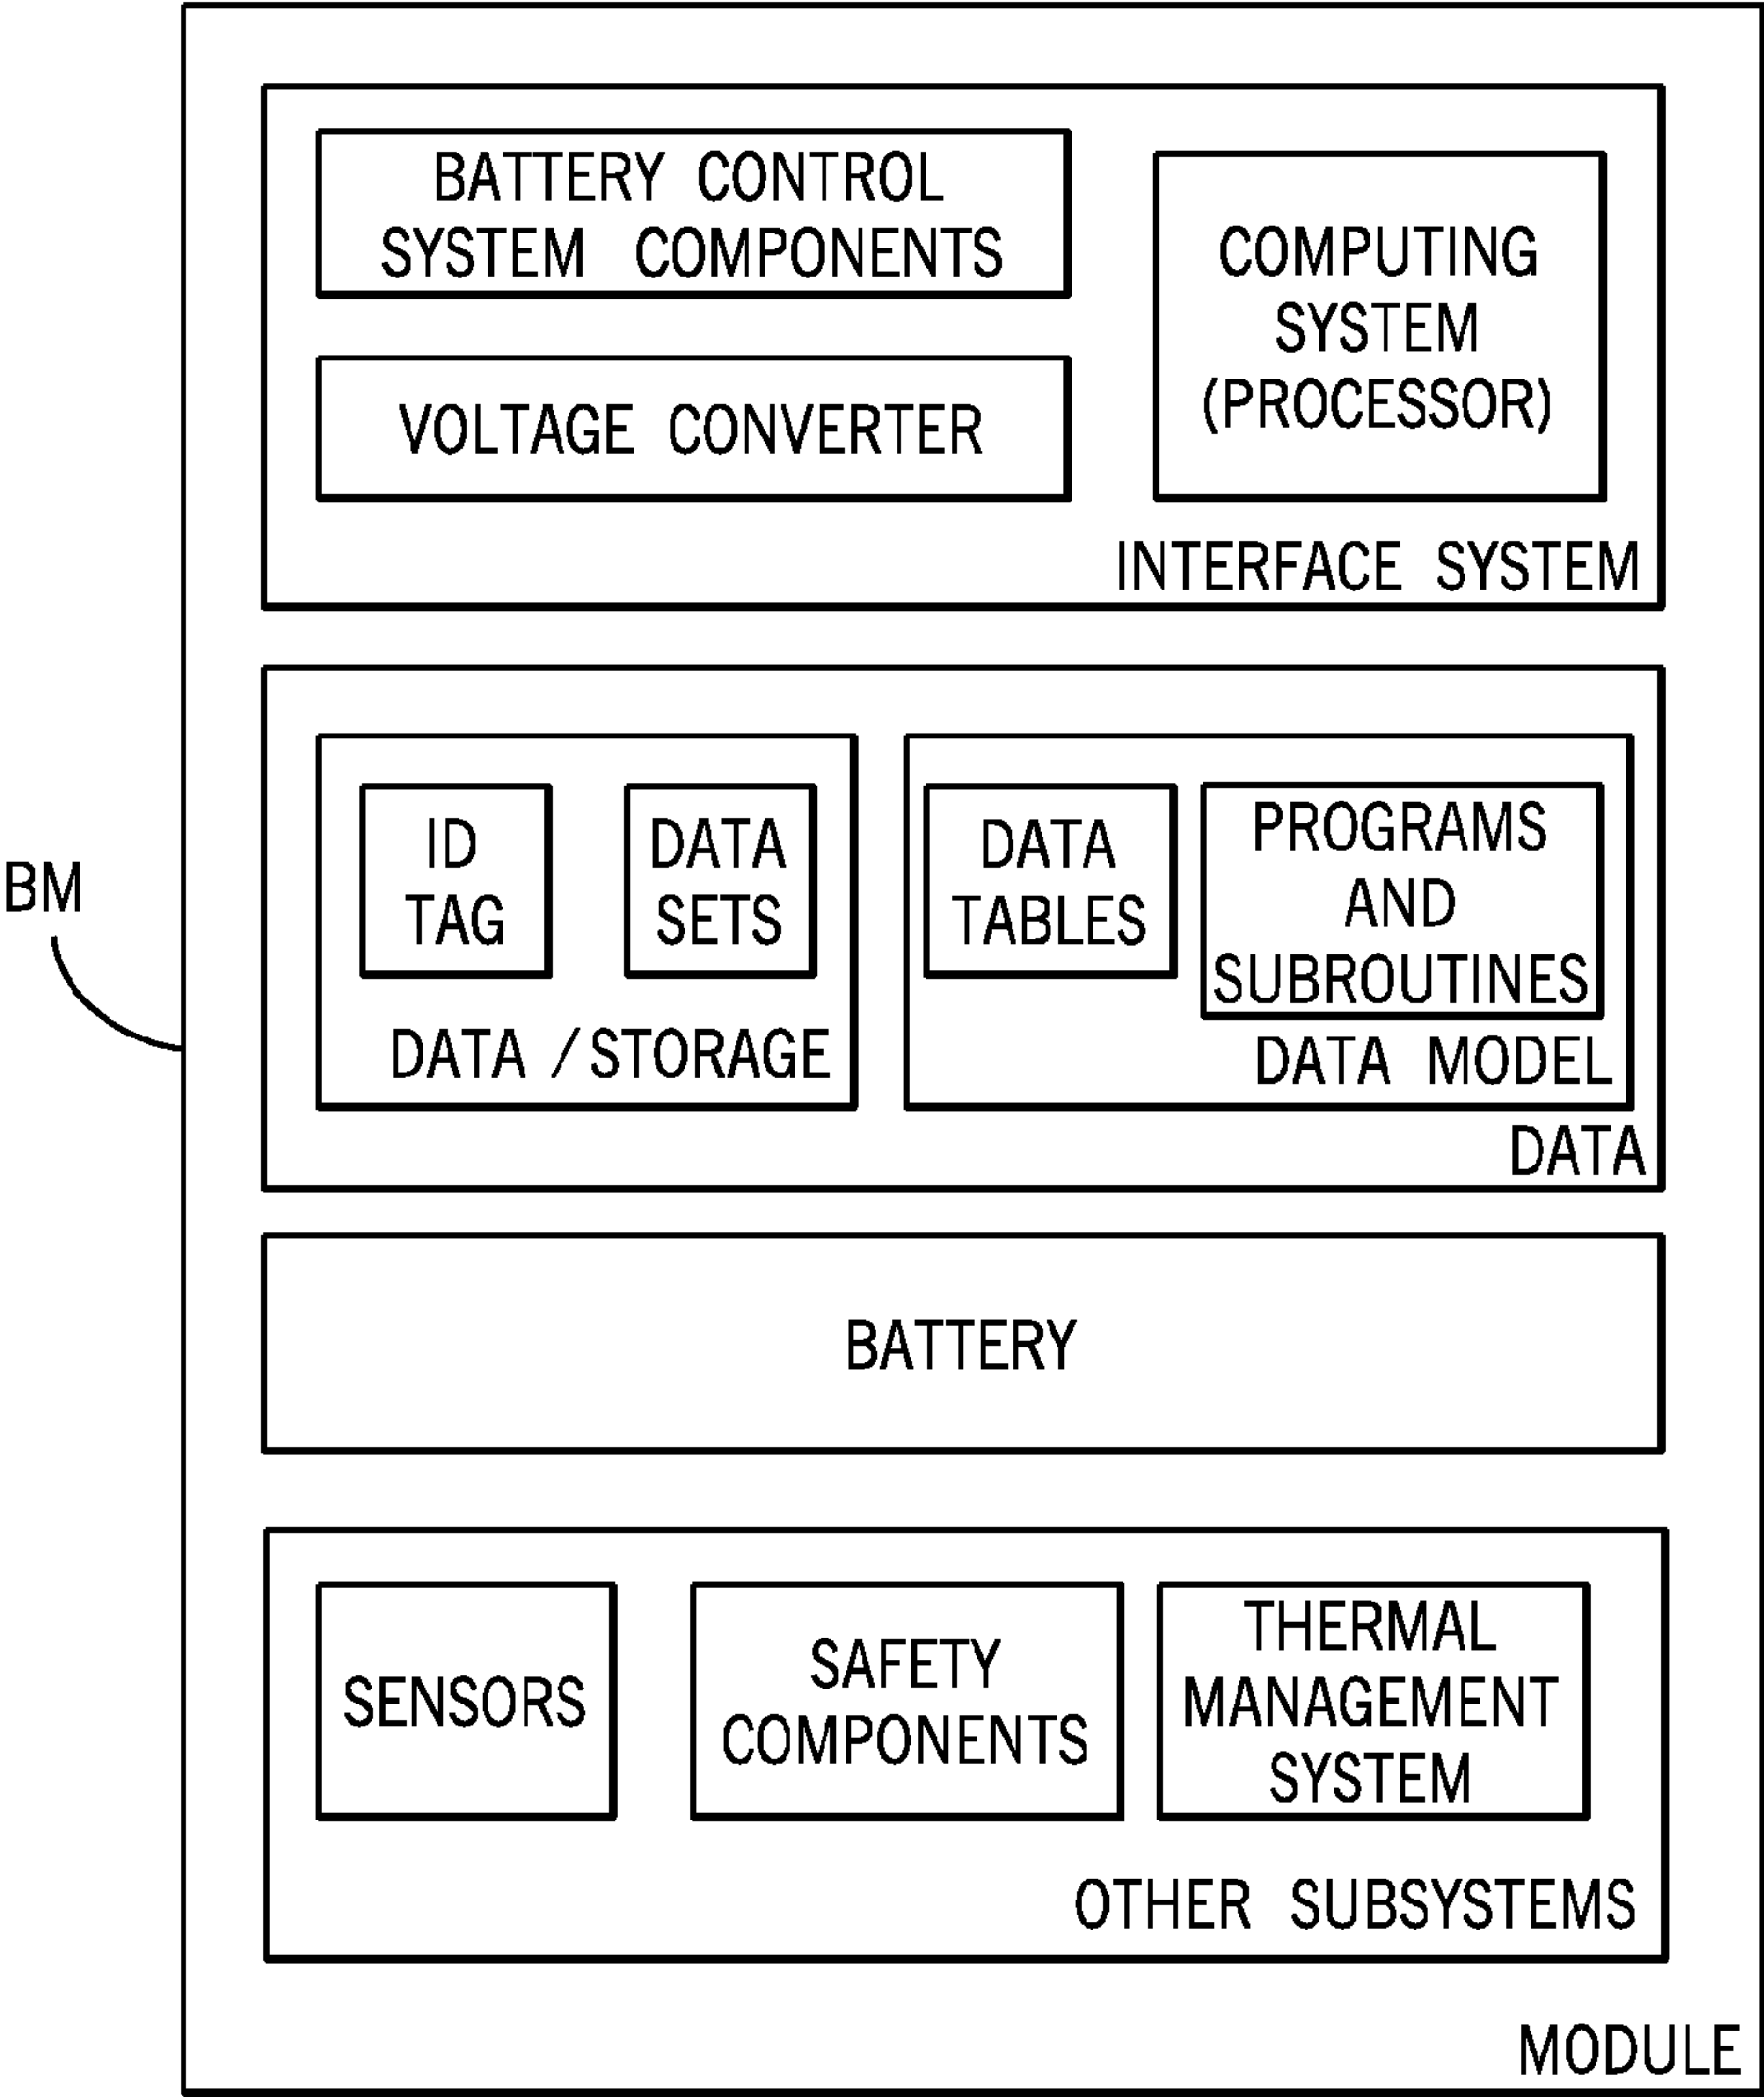 BATTERY CONTROL
SYSTEM COMPONENTS
VOLTAGE CONVERTER
COMPUTING
SYSTEM
(PROCESSOR)
INTERFACE SYSTEM
ID
TAG
DATA
SETS
DATA / STORAGE
DATA
TABLES
PROGRAMS
AND
SUBROUTINES
DATA MODEL
DATA
BM
BATTERY
SENSORS
SAFETY
COMPONENTS
THERMAL
MANAGEMENT
SYSTEM
OTHER SUBSYSTEMS
MODULE